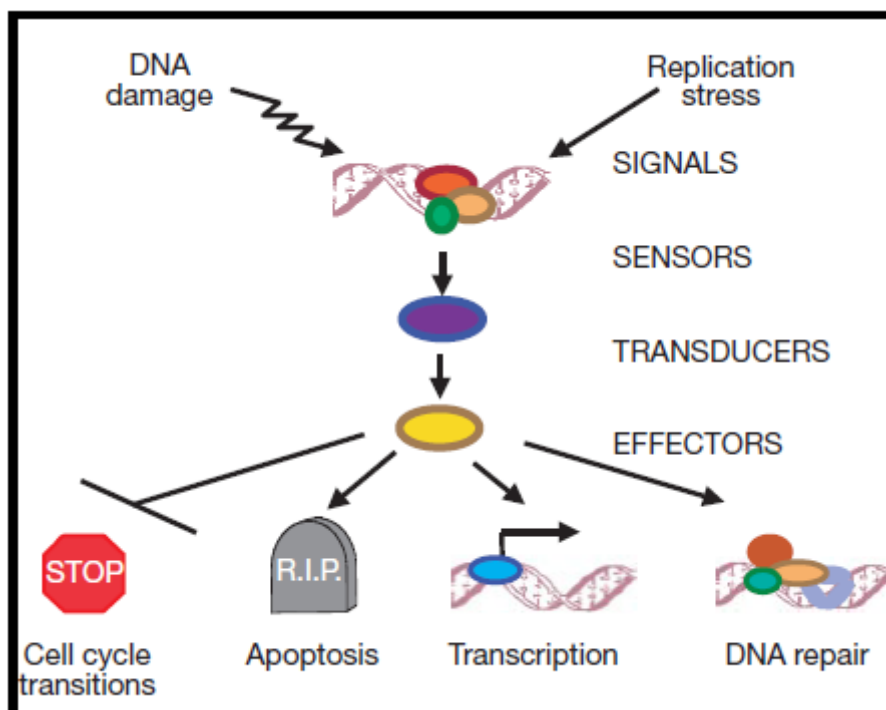 DNA
damage
Replication
stress
SIGNALS
SENSORS
TRANSDUCERS
EFFECTORS
STOP
R.I.P.
Cell cycle
transitions
Apoptosis
Transcription
DNA repair